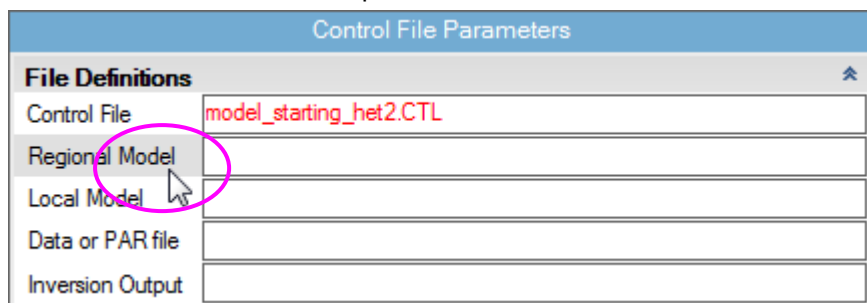 Control File Parameters
File Definitions
Control File model_starting_het2.CTL
Regional Model
Local Model
Data or PAR file
Inversion Output